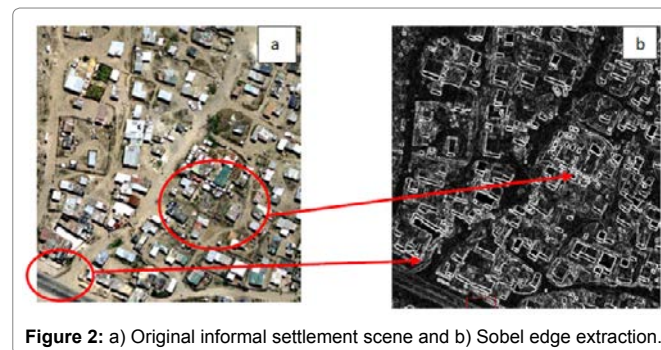 a
b
Figure 2: a) Original informal settlement scene and b) Sobel edge extraction.